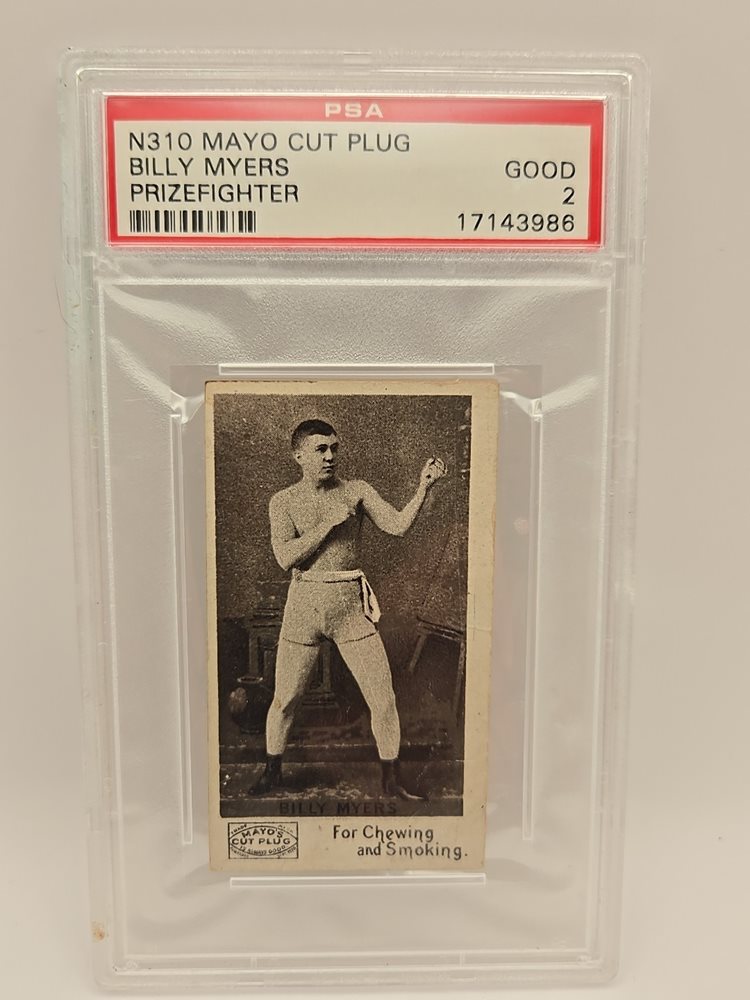 PSA
N310 MAYO CUT PLUG
BILLY MYERS GOOD
PRIZEFIGHTER 2
17143986
BILLY MYERS
MAYO'S
CUT PLUG
For Chewing
and Smoking.